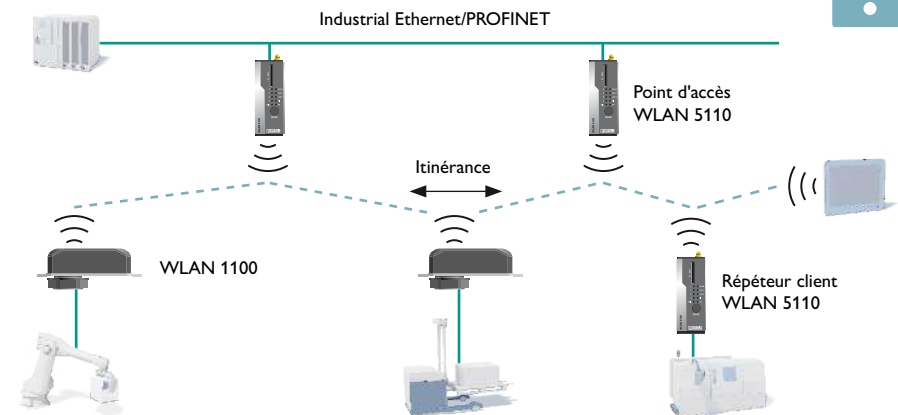 Industrial Ethernet/PROFINET
Point d'accès
WLAN 5110
Itinérance
WLAN 1100
Répéteur client
WLAN 5110